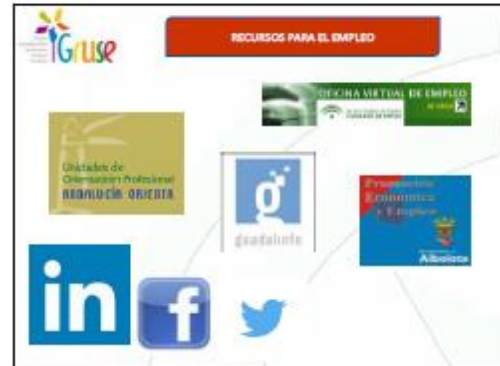 Gruse
RECURSOS PARA EL EMPLEO
OFICINA VIRTUAL DE EMPLEO
Unidades de
Orientación Profesional
ANDALUCÍA ORIENTA
g
guadalinfo
Promoción
Económica
y Empleo
Albolote
in
f